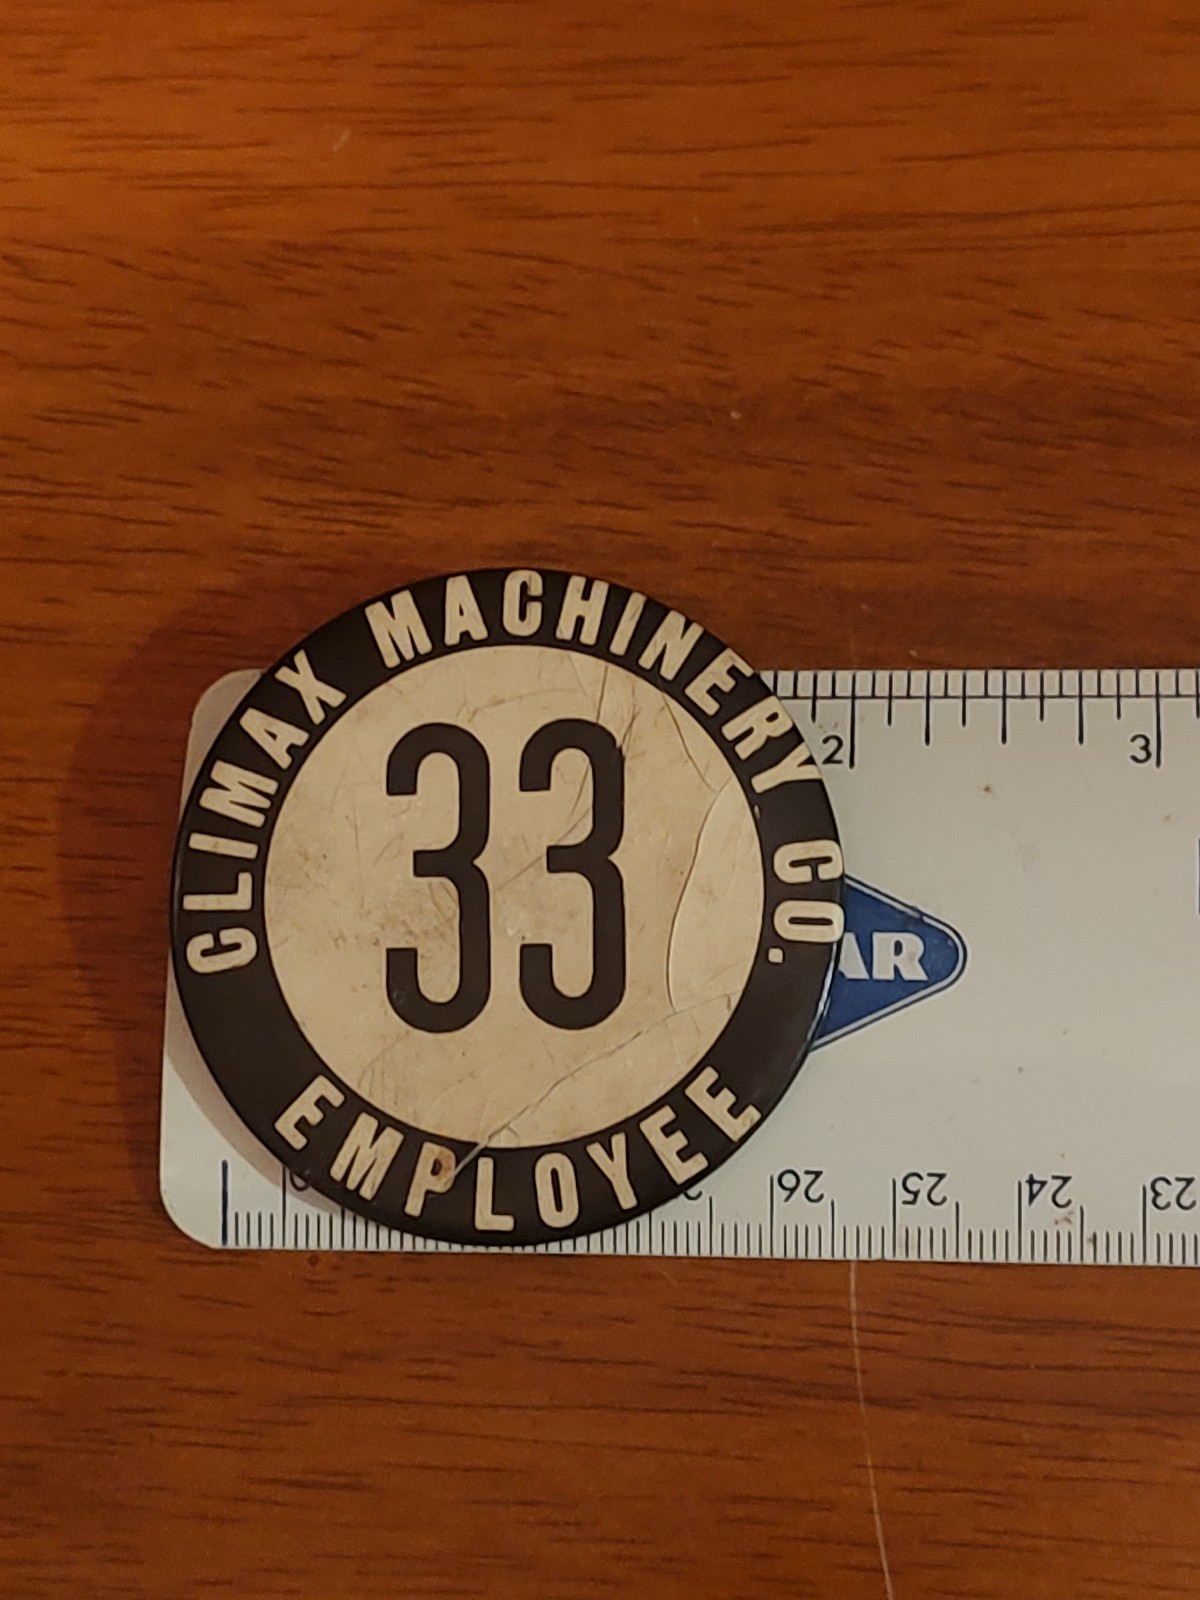 CLIMAX MACHINERY CO.
33
EMPLOYEE
2 3
AR
26 25 24 23